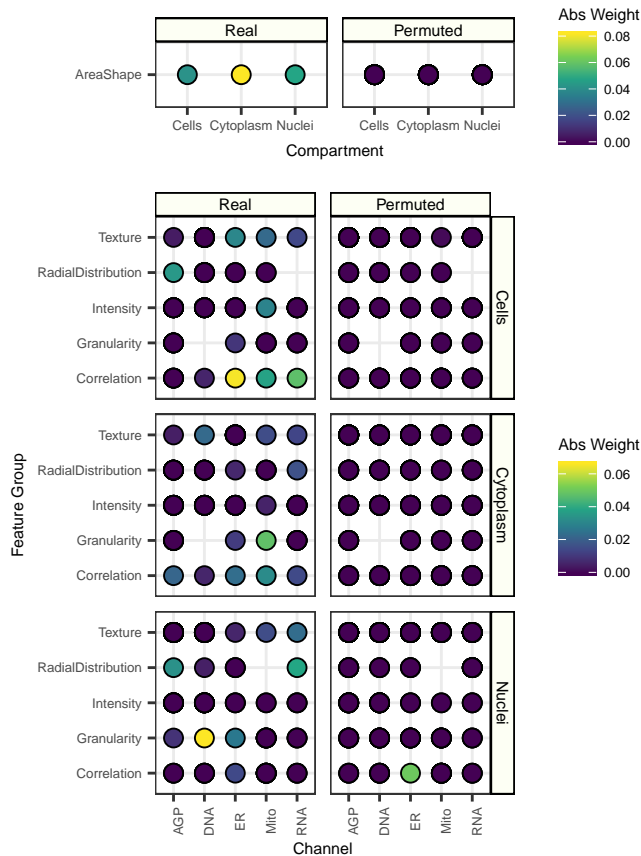 Real
Permuted
AreaShape
Cells Cytoplasm Nuclei
Cells Cytoplasm Nuclei
Compartment
Abs Weight
0.08
0.06
0.04
0.02
0.00
Real
Permuted
Feature Group
Texture
RadialDistribution
Intensity
Granularity
Correlation
Cells
Texture
RadialDistribution
Intensity
Granularity
Correlation
Cytoplasm
Texture
RadialDistribution
Intensity
Granularity
Correlation
Nuclei
AGP DNA ER Mito RNA
AGP DNA ER Mito RNA
Channel
Abs Weight
0.06
0.04
0.02
0.00